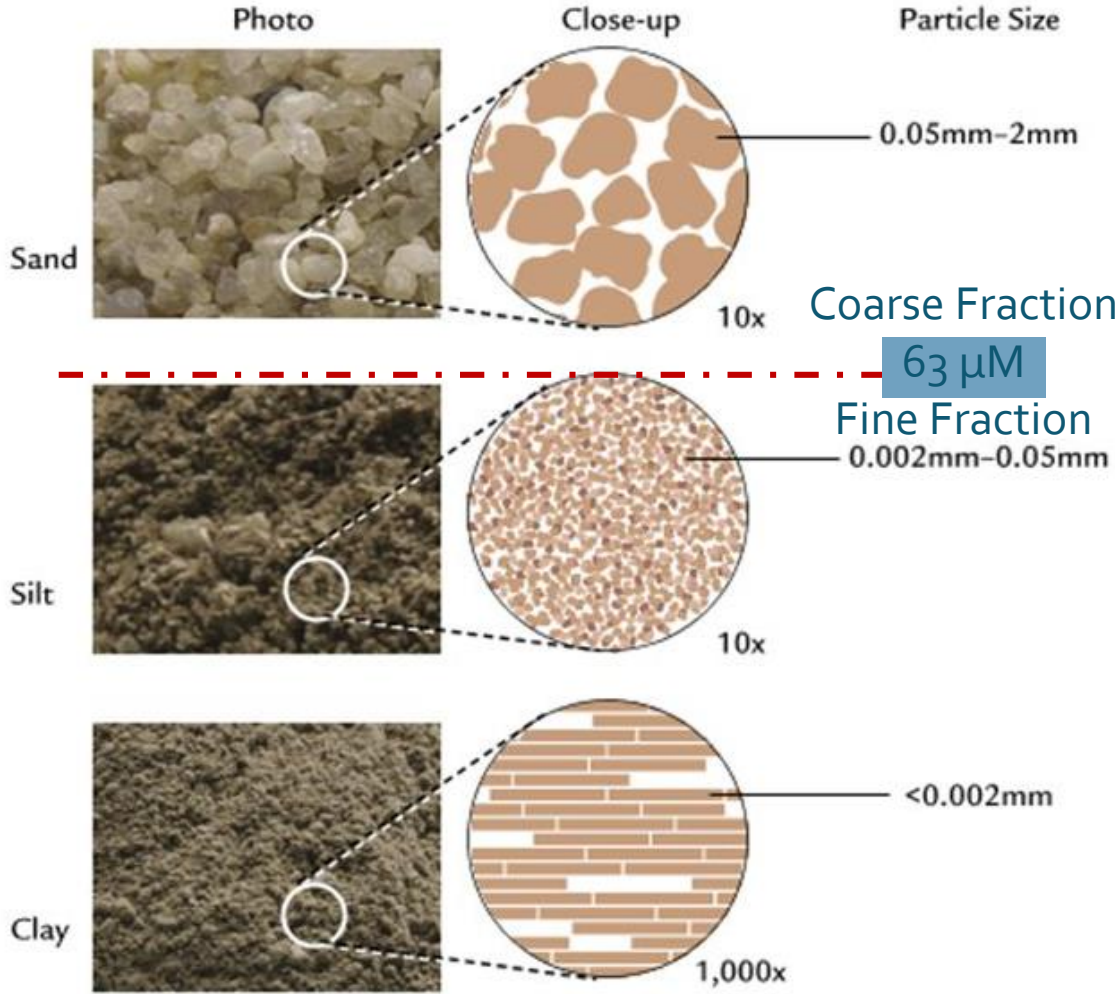 Photo
Close-up
Particle Size
Sand
10x
0.05mm–2mm
Coarse Fraction
63 µM
Fine Fraction
Silt
10x
0.002mm–0.05mm
Clay
1,000x
<0.002mm